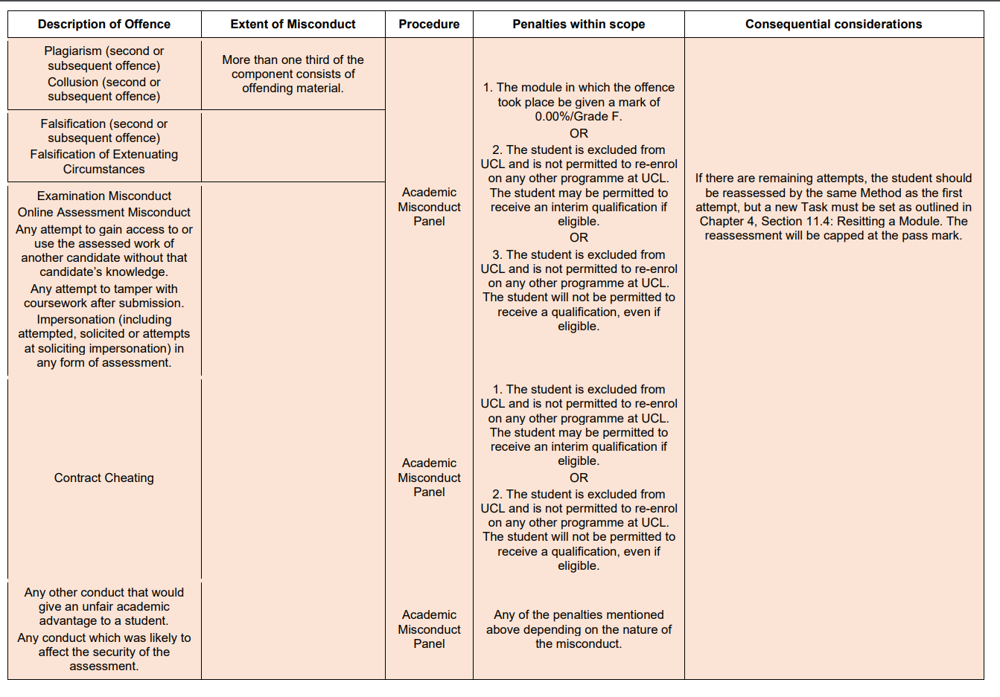 Description of Offence
Extent of Misconduct
Procedure
Penalties within scope
Consequential considerations
Plagiarism (second or
subsequent offence)
Collusion (second or
subsequent offence)
More than one third of the
component consists of
offending material.
Falsification (second or
subsequent offence)
Falsification of Extenuating
Circumstances
Examination Misconduct
Online Assessment Misconduct
Any attempt to gain access to or
use the assessed work of
another candidate without that
candidate’s knowledge.
Any attempt to tamper with
coursework after submission.
Impersonation (including
attempted, solicited or attempts
at soliciting impersonation) in
any form of assessment.
Academic
Misconduct
Panel
1. The module in which the offence
took place be given a mark of
0.00%/Grade F.
OR
2. The student is excluded from
UCL and is not permitted to re-enrol
on any other programme at UCL.
The student may be permitted to
receive an interim qualification if
eligible.
OR
3. The student is excluded from
UCL and is not permitted to re-enrol
on any other programme at UCL.
The student will not be permitted to
receive a qualification, even if
eligible.
If there are remaining attempts, the student should
be reassessed by the same Method as the first
attempt, but a new Task must be set as outlined in
Chapter 4, Section 11.4: Resitting a Module. The
reassessment will be capped at the pass mark.
Contract Cheating
Academic
Misconduct
Panel
1. The student is excluded from
UCL and is not permitted to re-enrol
on any other programme at UCL.
The student may be permitted to
receive an interim qualification if
eligible.
OR
2. The student is excluded from
UCL and is not permitted to re-enrol
on any other programme at UCL.
The student will not be permitted to
receive a qualification, even if
eligible.
Any other conduct that would
give an unfair academic
advantage to a student.
Any conduct which was likely to
affect the security of the
assessment.
Academic
Misconduct
Panel
Any of the penalties mentioned
above depending on the nature of
the misconduct.